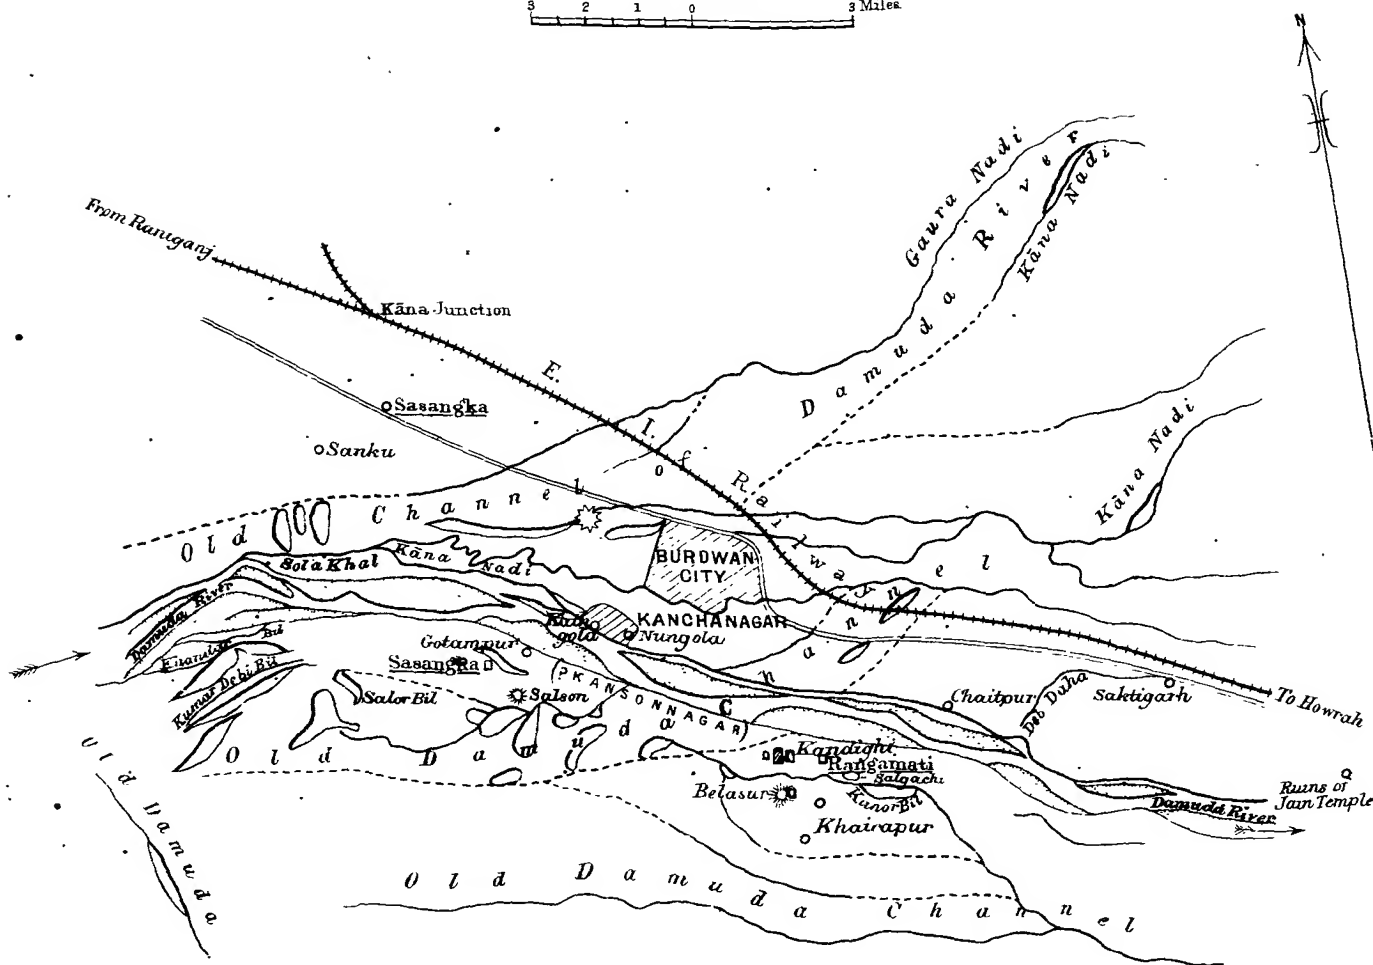 3 2 1 0 3 Miles
N
Gaura Nadi
Damuda River
Kāna Nadi
From Raniganj
Kāna Junction
E. I. Railway
Sasangka
Sanku
Kāna Nadi
Old Channel of
Old Channel
Sola Khal
Kāna Nadi
BURDWAN
CITY
Damuda River
KANCHANAGAR
Nungola
Gotampur
Sasangka
Kumar Debi Bil
Salor Bil
Salson
(?KANSONNAGAR)
Chaitpur
Deb Duha
Saktigarh
To Howrah
Old Damuda
Kandighi
Rangamati
Salgachi
Belasur
Kunor Bil
Khairapur
Damuda River
Ruins of
Jain Temple
Old Damuda
Old Damuda Channel